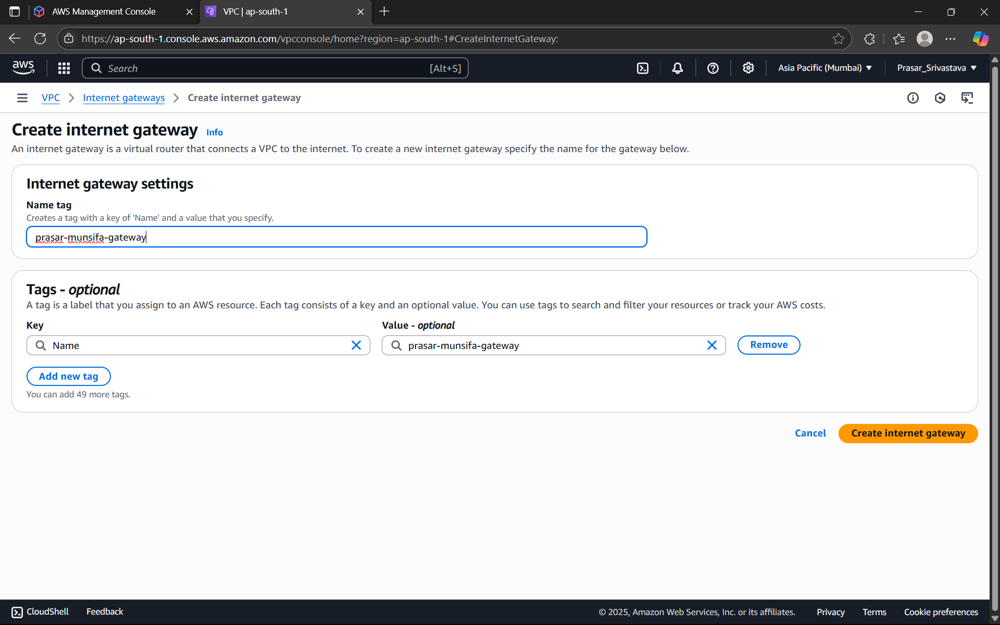 AWS Management Console
VPC | ap-south-1
https://ap-south-1.console.aws.amazon.com/vpcconsole/home?region=ap-south-1#CreateInternetGateway:
aws
Search
[Alt+S]
Asia Pacific (Mumbai)
Prasar_Srivastava
VPC
Internet gateways
Create internet gateway
Create internet gateway
Info
An internet gateway is a virtual router that connects a VPC to the internet. To create a new internet gateway specify the name for the gateway below.
Internet gateway settings
Name tag
Creates a tag with a key of 'Name' and a value that you specify.
prasar-munsifa-gateway
Tags - optional
A tag is a label that you assign to an AWS resource. Each tag consists of a key and an optional value. You can use tags to search and filter your resources or track your AWS costs.
Key
Value - optional
Name
prasar-munsifa-gateway
Remove
Add new tag
You can add 49 more tags.
Cancel
Create internet gateway
CloudShell
Feedback
© 2025, Amazon Web Services, Inc. or its affiliates.
Privacy
Terms
Cookie preferences